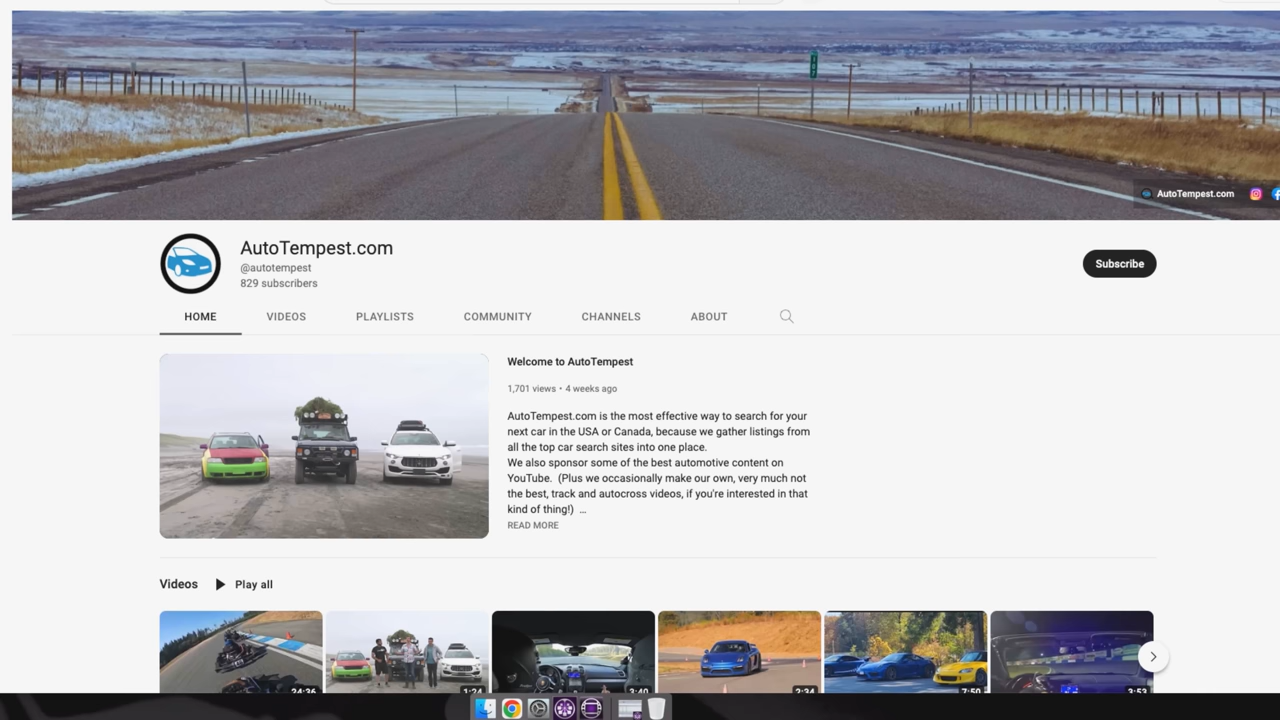 AutoTempest.com
AutoTempest.com
@autotempest
829 subscribers
Subscribe
HOME VIDEOS PLAYLISTS COMMUNITY CHANNELS ABOUT
Welcome to AutoTempest
1,701 views • 4 weeks ago
AutoTempest.com is the most effective way to search for your
next car in the USA or Canada, because we gather listings from
all the top car search sites into one place.
We also sponsor some of the best automotive content on
YouTube. (Plus we occasionally make our own, very much not
the best, track and autocross videos, if you're interested in that
kind of thing!) ...
READ MORE
Videos Play all
24:36 1:24 3:40 2:34 7:50 3:53